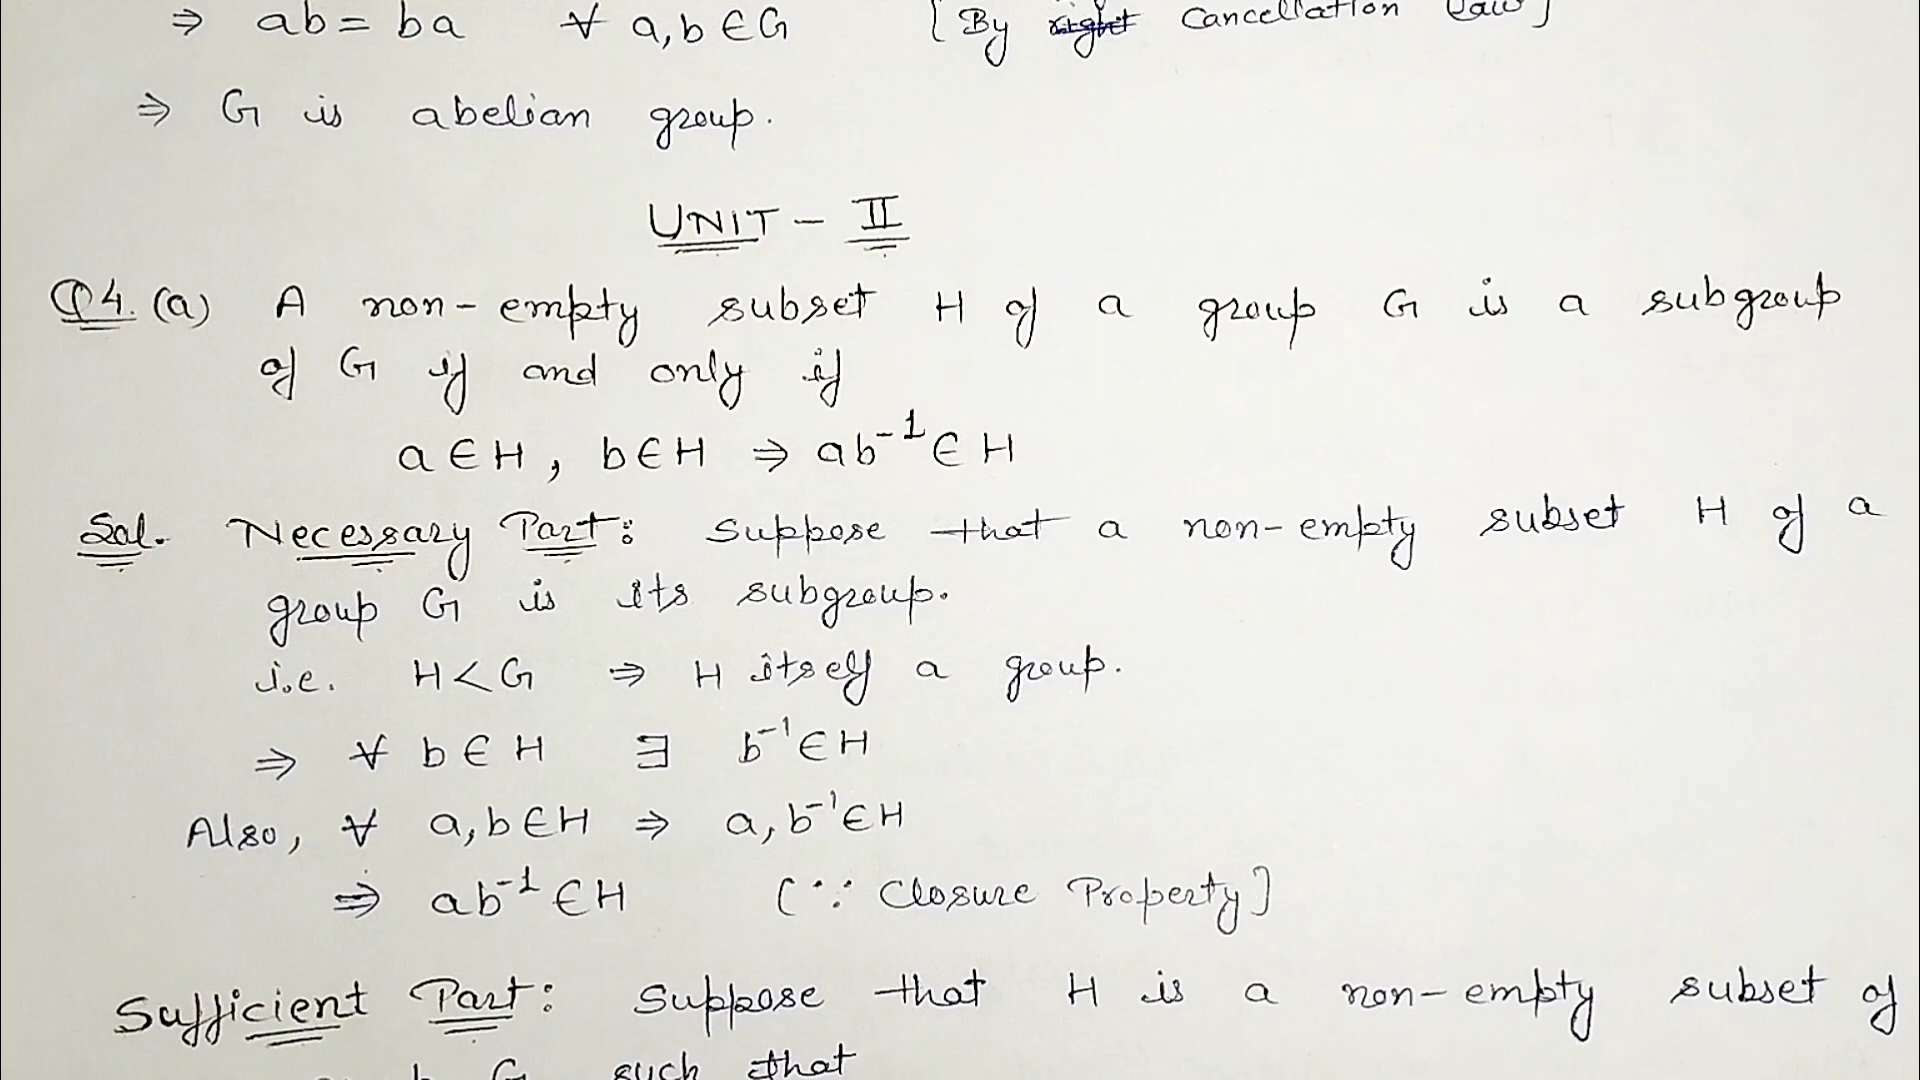 ⇒ ab = ba ∀ a, b ∈ G [By Cancellation law]
⇒ G is abelian group.
UNIT - II
Q4. (a) A non-empty subset H of a group G is a subgroup
of G if and only if
a ∈ H, b ∈ H ⇒ ab⁻¹ ∈ H
Sol. Necessary Part: Suppose that a non-empty subset H of a
group G is its subgroup.
i.e. H < G ⇒ H itself a group.
⇒ ∀ b ∈ H ∃ b⁻¹ ∈ H
Also, ∀ a, b ∈ H ⇒ a, b⁻¹ ∈ H
⇒ ab⁻¹ ∈ H [∵ Closure Property]
Sufficient Part: Suppose that H is a non-empty subset of
G such that